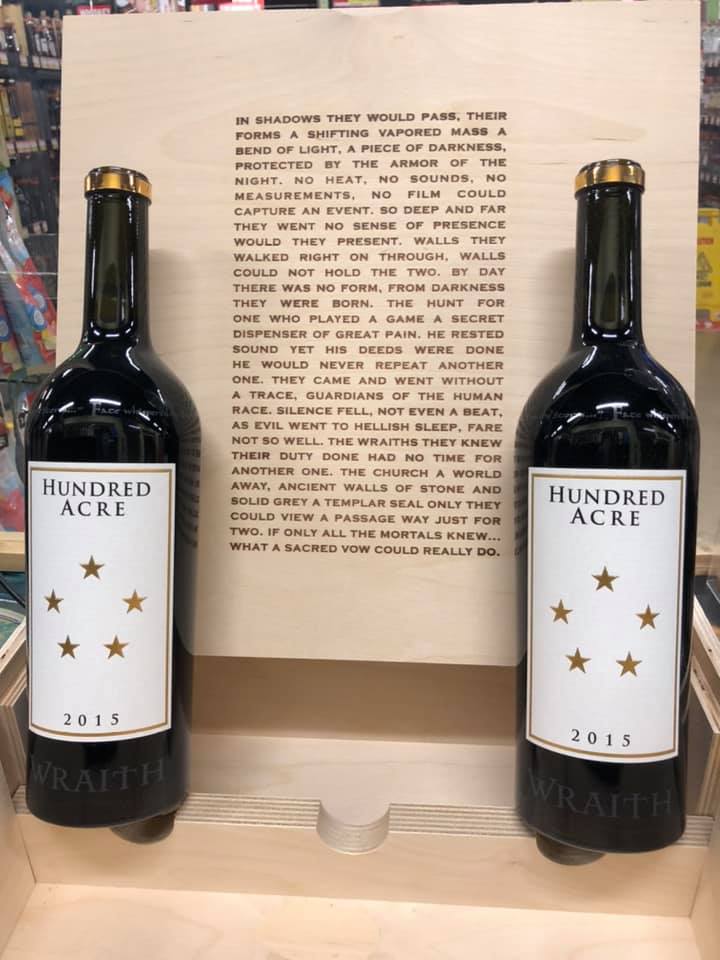 IN SHADOWS THEY WOULD PASS, THEIR
FORMS A SHIFTING VAPORED MASS A
BEND OF LIGHT, A PIECE OF DARKNESS,
PROTECTED BY THE ARMOR OF THE
NIGHT. NO HEAT, NO SOUNDS, NO
MEASUREMENTS, NO FILM COULD
CAPTURE AN EVENT. SO DEEP AND FAR
THEY WENT NO SENSE OF PRESENCE
WOULD THEY PRESENT. WALLS THEY
WALKED RIGHT ON THROUGH, WALLS
COULD NOT HOLD THE TWO. BY DAY
THERE WAS NO FORM, FROM DARKNESS
THEY WERE BORN. THE HUNT FOR
ONE WHO PLAYED A GAME A SECRET
DISPENSER OF GREAT PAIN. HE RESTED
SOUND YET HIS DEEDS WERE DONE
HE WOULD NEVER REPEAT ANOTHER
ONE. THEY CAME AND WENT WITHOUT
A TRACE, GUARDIANS OF THE HUMAN
RACE. SILENCE FELL, NOT EVEN A BEAT,
AS EVIL WENT TO HELLISH SLEEP, FARE
NOT SO WELL. THE WRAITHS THEY KNEW
THEIR DUTY DONE HAD NO TIME FOR
ANOTHER ONE. THE CHURCH A WORLD
AWAY, ANCIENT WALLS OF STONE AND
SOLID GREY A TEMPLAR SEAL ONLY THEY
COULD VIEW A PASSAGE WAY JUST FOR
TWO. IF ONLY ALL THE MORTALS KNEW...
WHAT A SACRED VOW COULD REALLY DO.
HUNDRED
ACRE
2015
WRAITH
HUNDRED
ACRE
2015
WRAITH